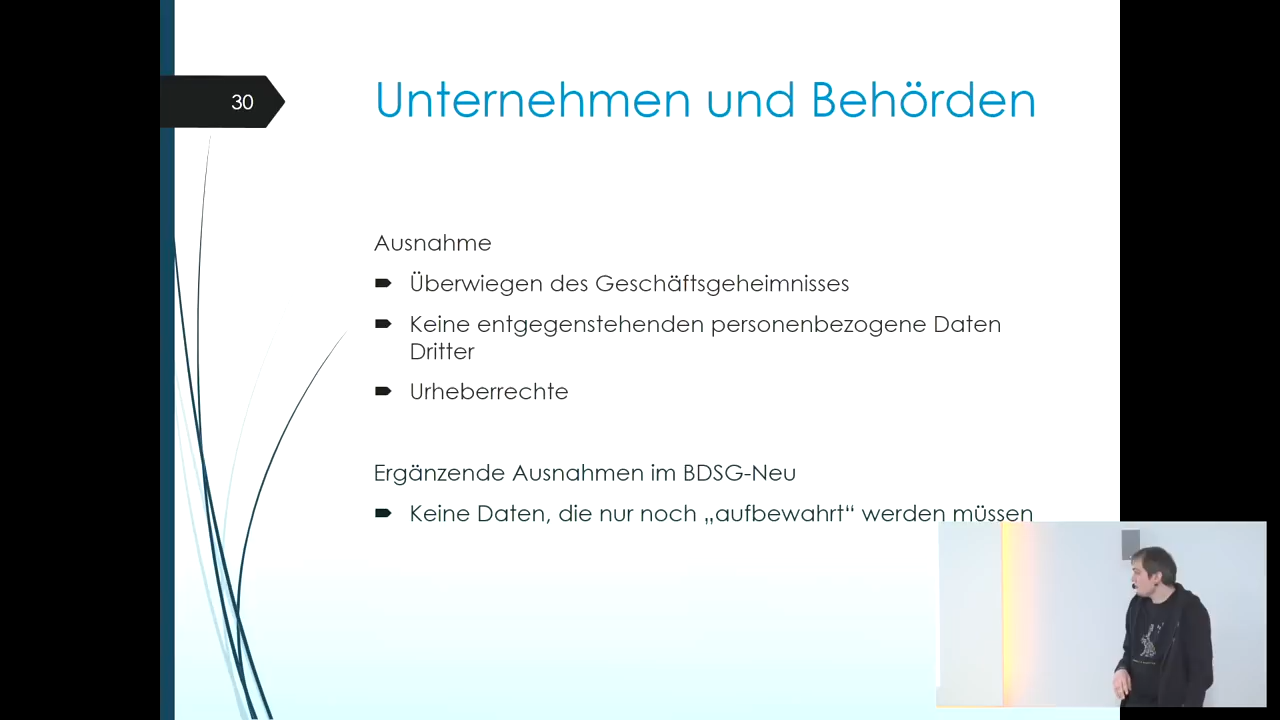 30
Unternehmen und Behörden
Ausnahme
Überwiegen des Geschäftsgeheimnisses
Keine entgegenstehenden personenbezogene Daten
Dritter
Urheberrechte
Ergänzende Ausnahmen im BDSG-Neu
Keine Daten, die nur noch „aufbewahrt“ werden müssen